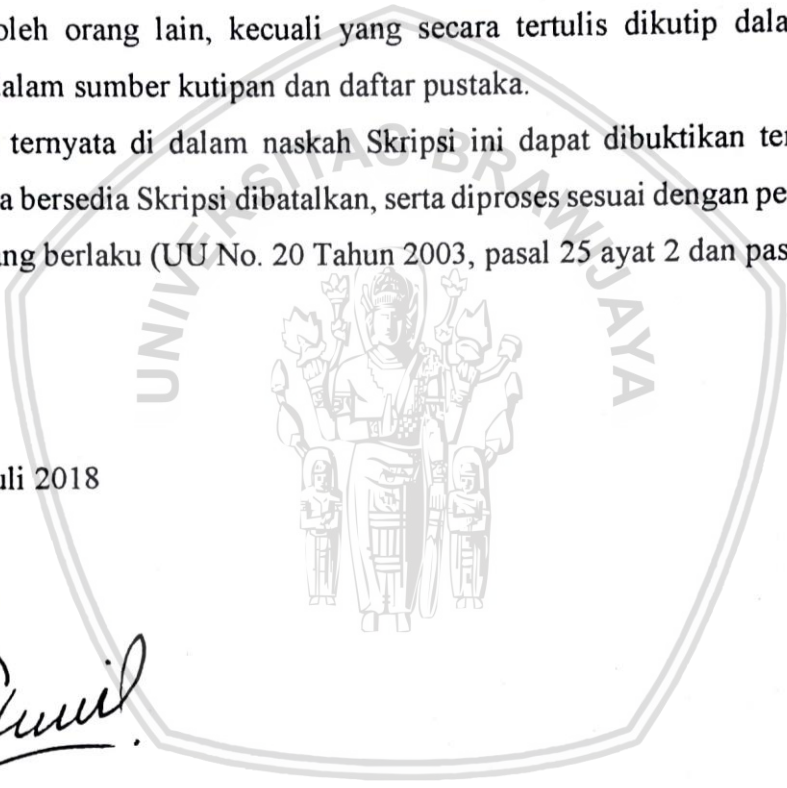 oleh orang lain, kecuali yang secara tertulis dikutip dala
alam sumber kutipan dan daftar pustaka.
ternyata di dalam naskah Skripsi ini dapat dibuktikan ter
a bersedia Skripsi dibatalkan, serta diproses sesuai dengan pe
ang berlaku (UU No. 20 Tahun 2003, pasal 25 ayat 2 dan pas
UNIVERSITAS BRAWIJAYA
uli 2018